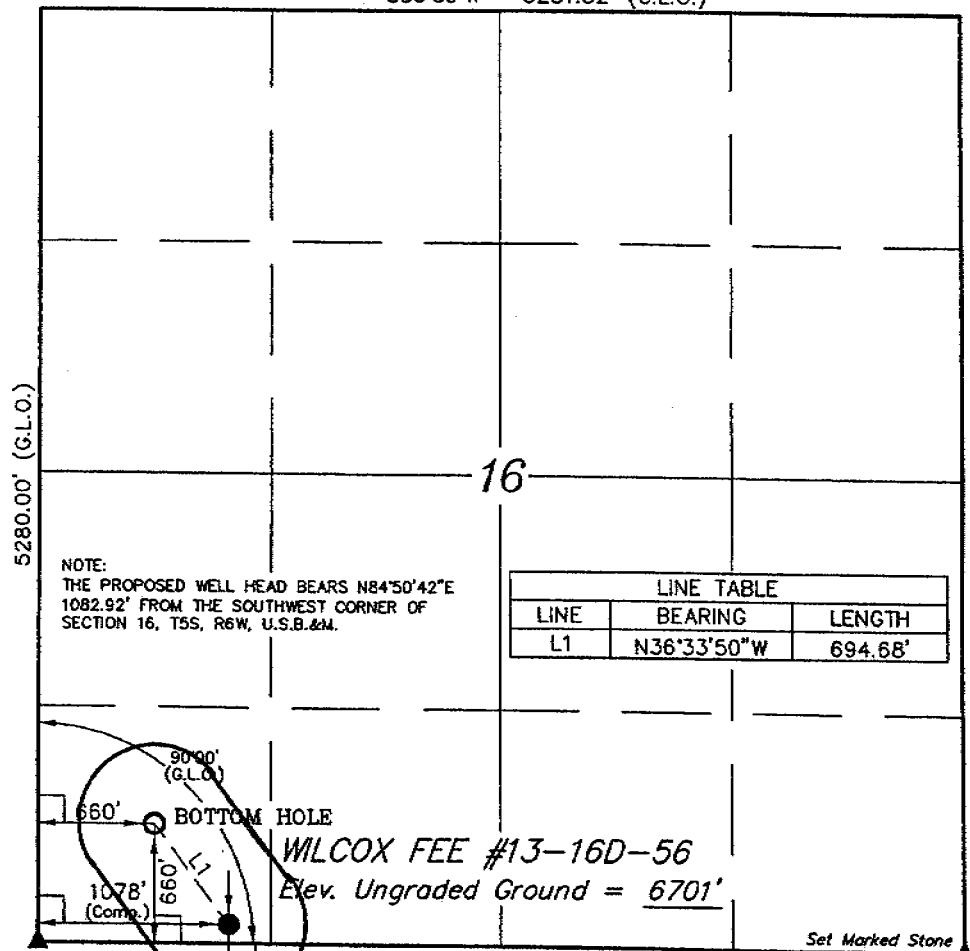 5280.00' (G.L.O.)
16
NOTE:
THE PROPOSED WELL HEAD BEARS N84°50'42"E
1082.92' FROM THE SOUTHWEST CORNER OF
SECTION 16, T5S, R6W, U.S.B.&M.
LINE TABLE
LINE BEARING LENGTH
L1 N36°33'50"W 694.68'
90°00'
(G.L.O.)
660'
BOTTOM HOLE
L1
660'
WILCOX FEE #13-16D-56
Elev. Ungraded Ground = 6701'
1078'
(Comp.)
Set Marked Stone